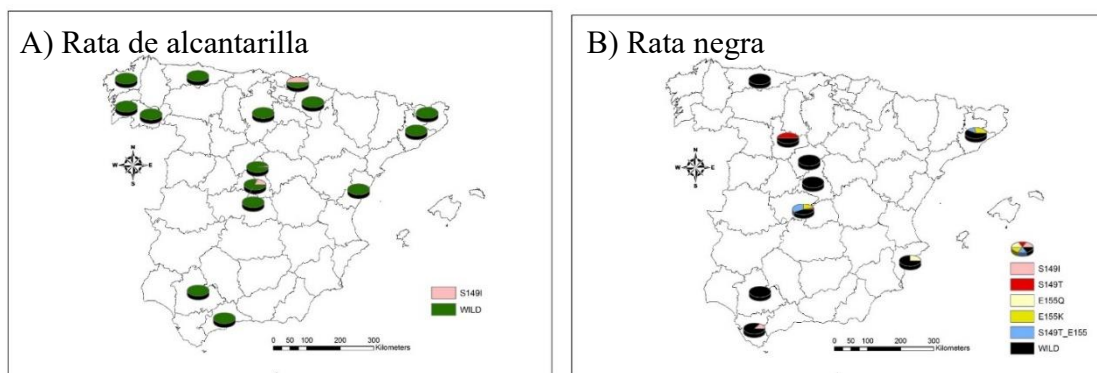 A) Rata de alcantarilla
N
W E
S
S149I
WILD
0 50 100 200 300
Kilometers
B) Rata negra
N
W E
S
S149I
S149T
E155Q
E155K
S149T_E155
WILD
0 50 100 200 300
Kilometers